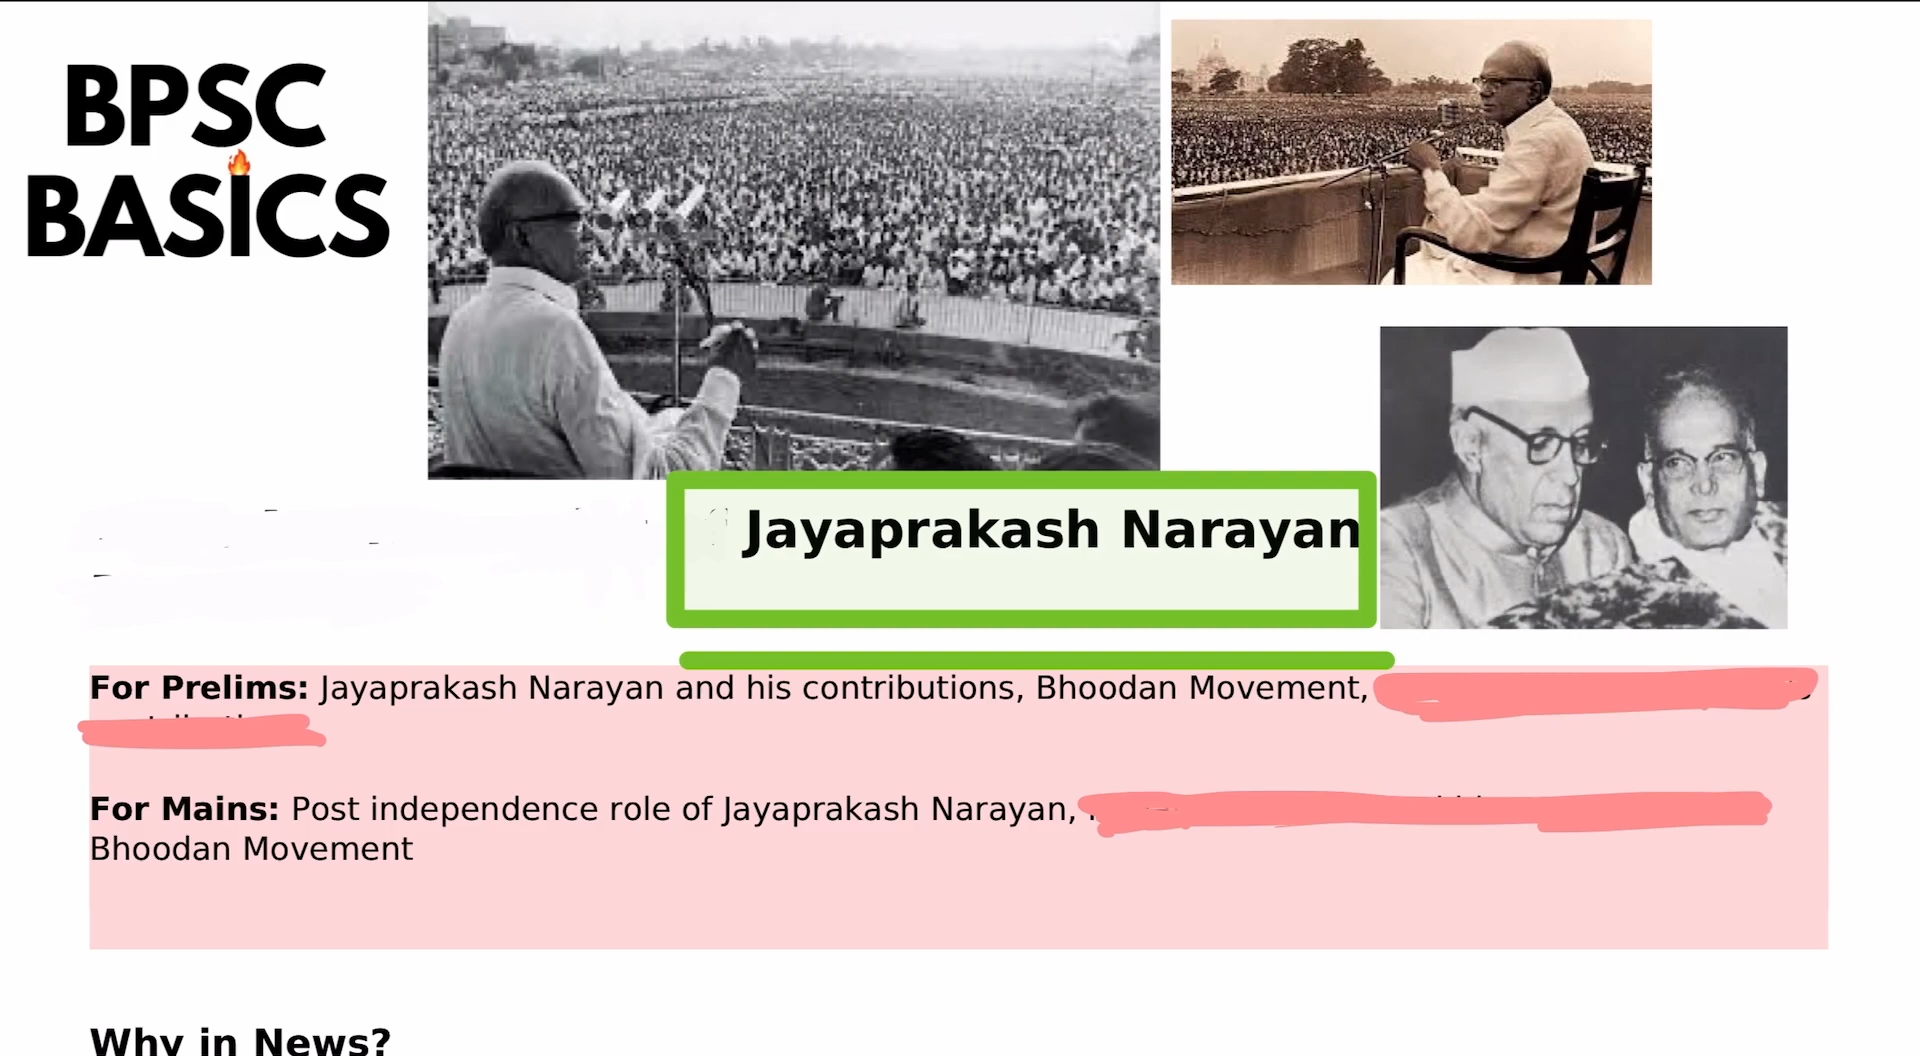 BPSC
BASICS
Jayaprakash Narayan
For Prelims: Jayaprakash Narayan and his contributions, Bhoodan Movement,
For Mains: Post independence role of Jayaprakash Narayan,
Bhoodan Movement
Why in News?